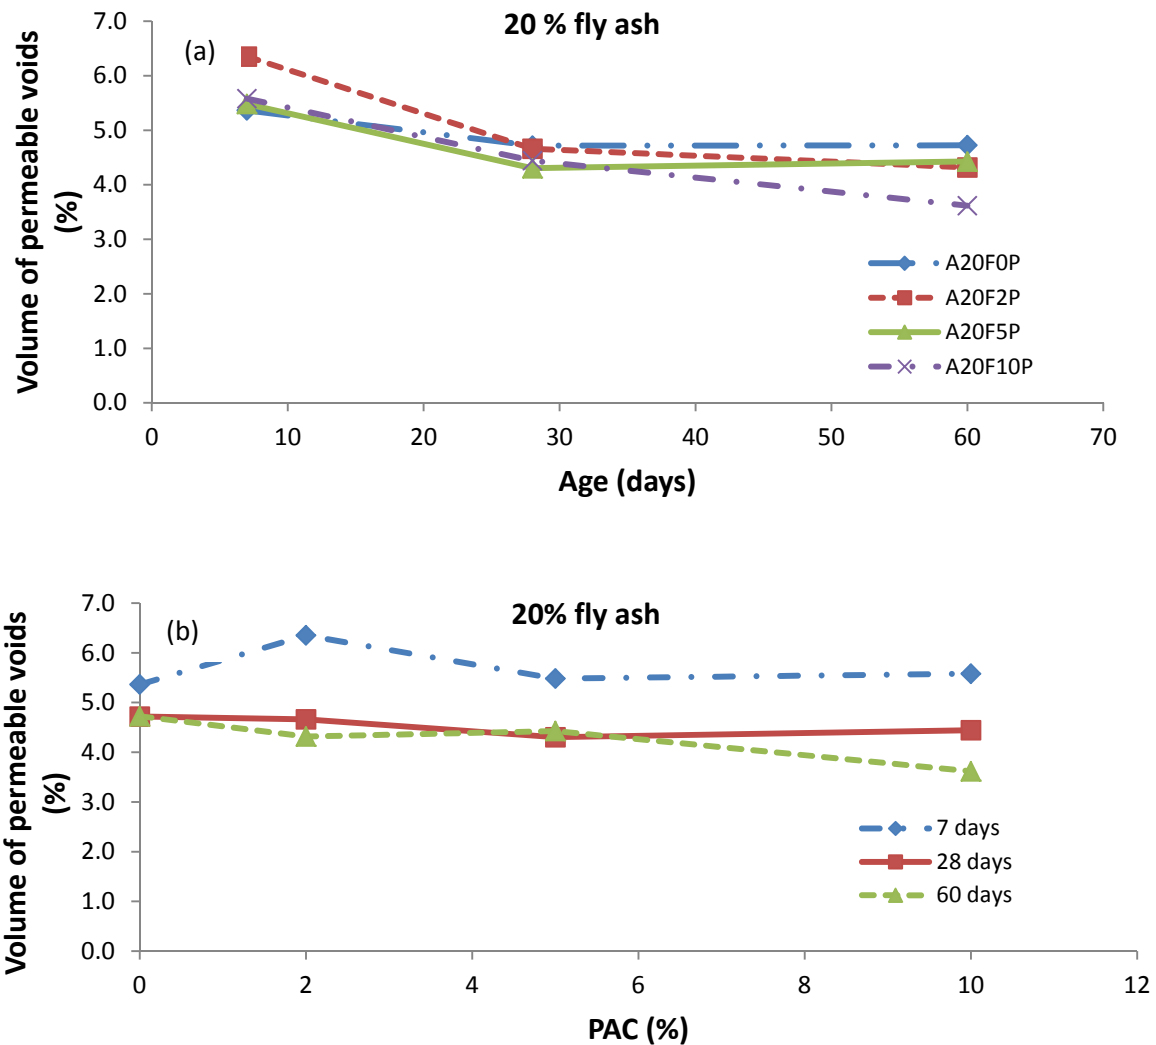 20 % fly ash
(a)
Volume of permeable voids
(%)
7.0
6.0
5.0
4.0
3.0
2.0
1.0
0.0
A20F0P
A20F2P
A20F5P
A20F10P
0 10 20 30 40 50 60 70
Age (days)
20% fly ash
(b)
Volume of permeable voids
(%)
7.0
6.0
5.0
4.0
3.0
2.0
1.0
0.0
7 days
28 days
60 days
0 2 4 6 8 10 12
PAC (%)